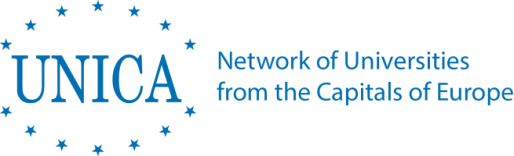 UNICA
Network of Universities
from the Capitals of Europe